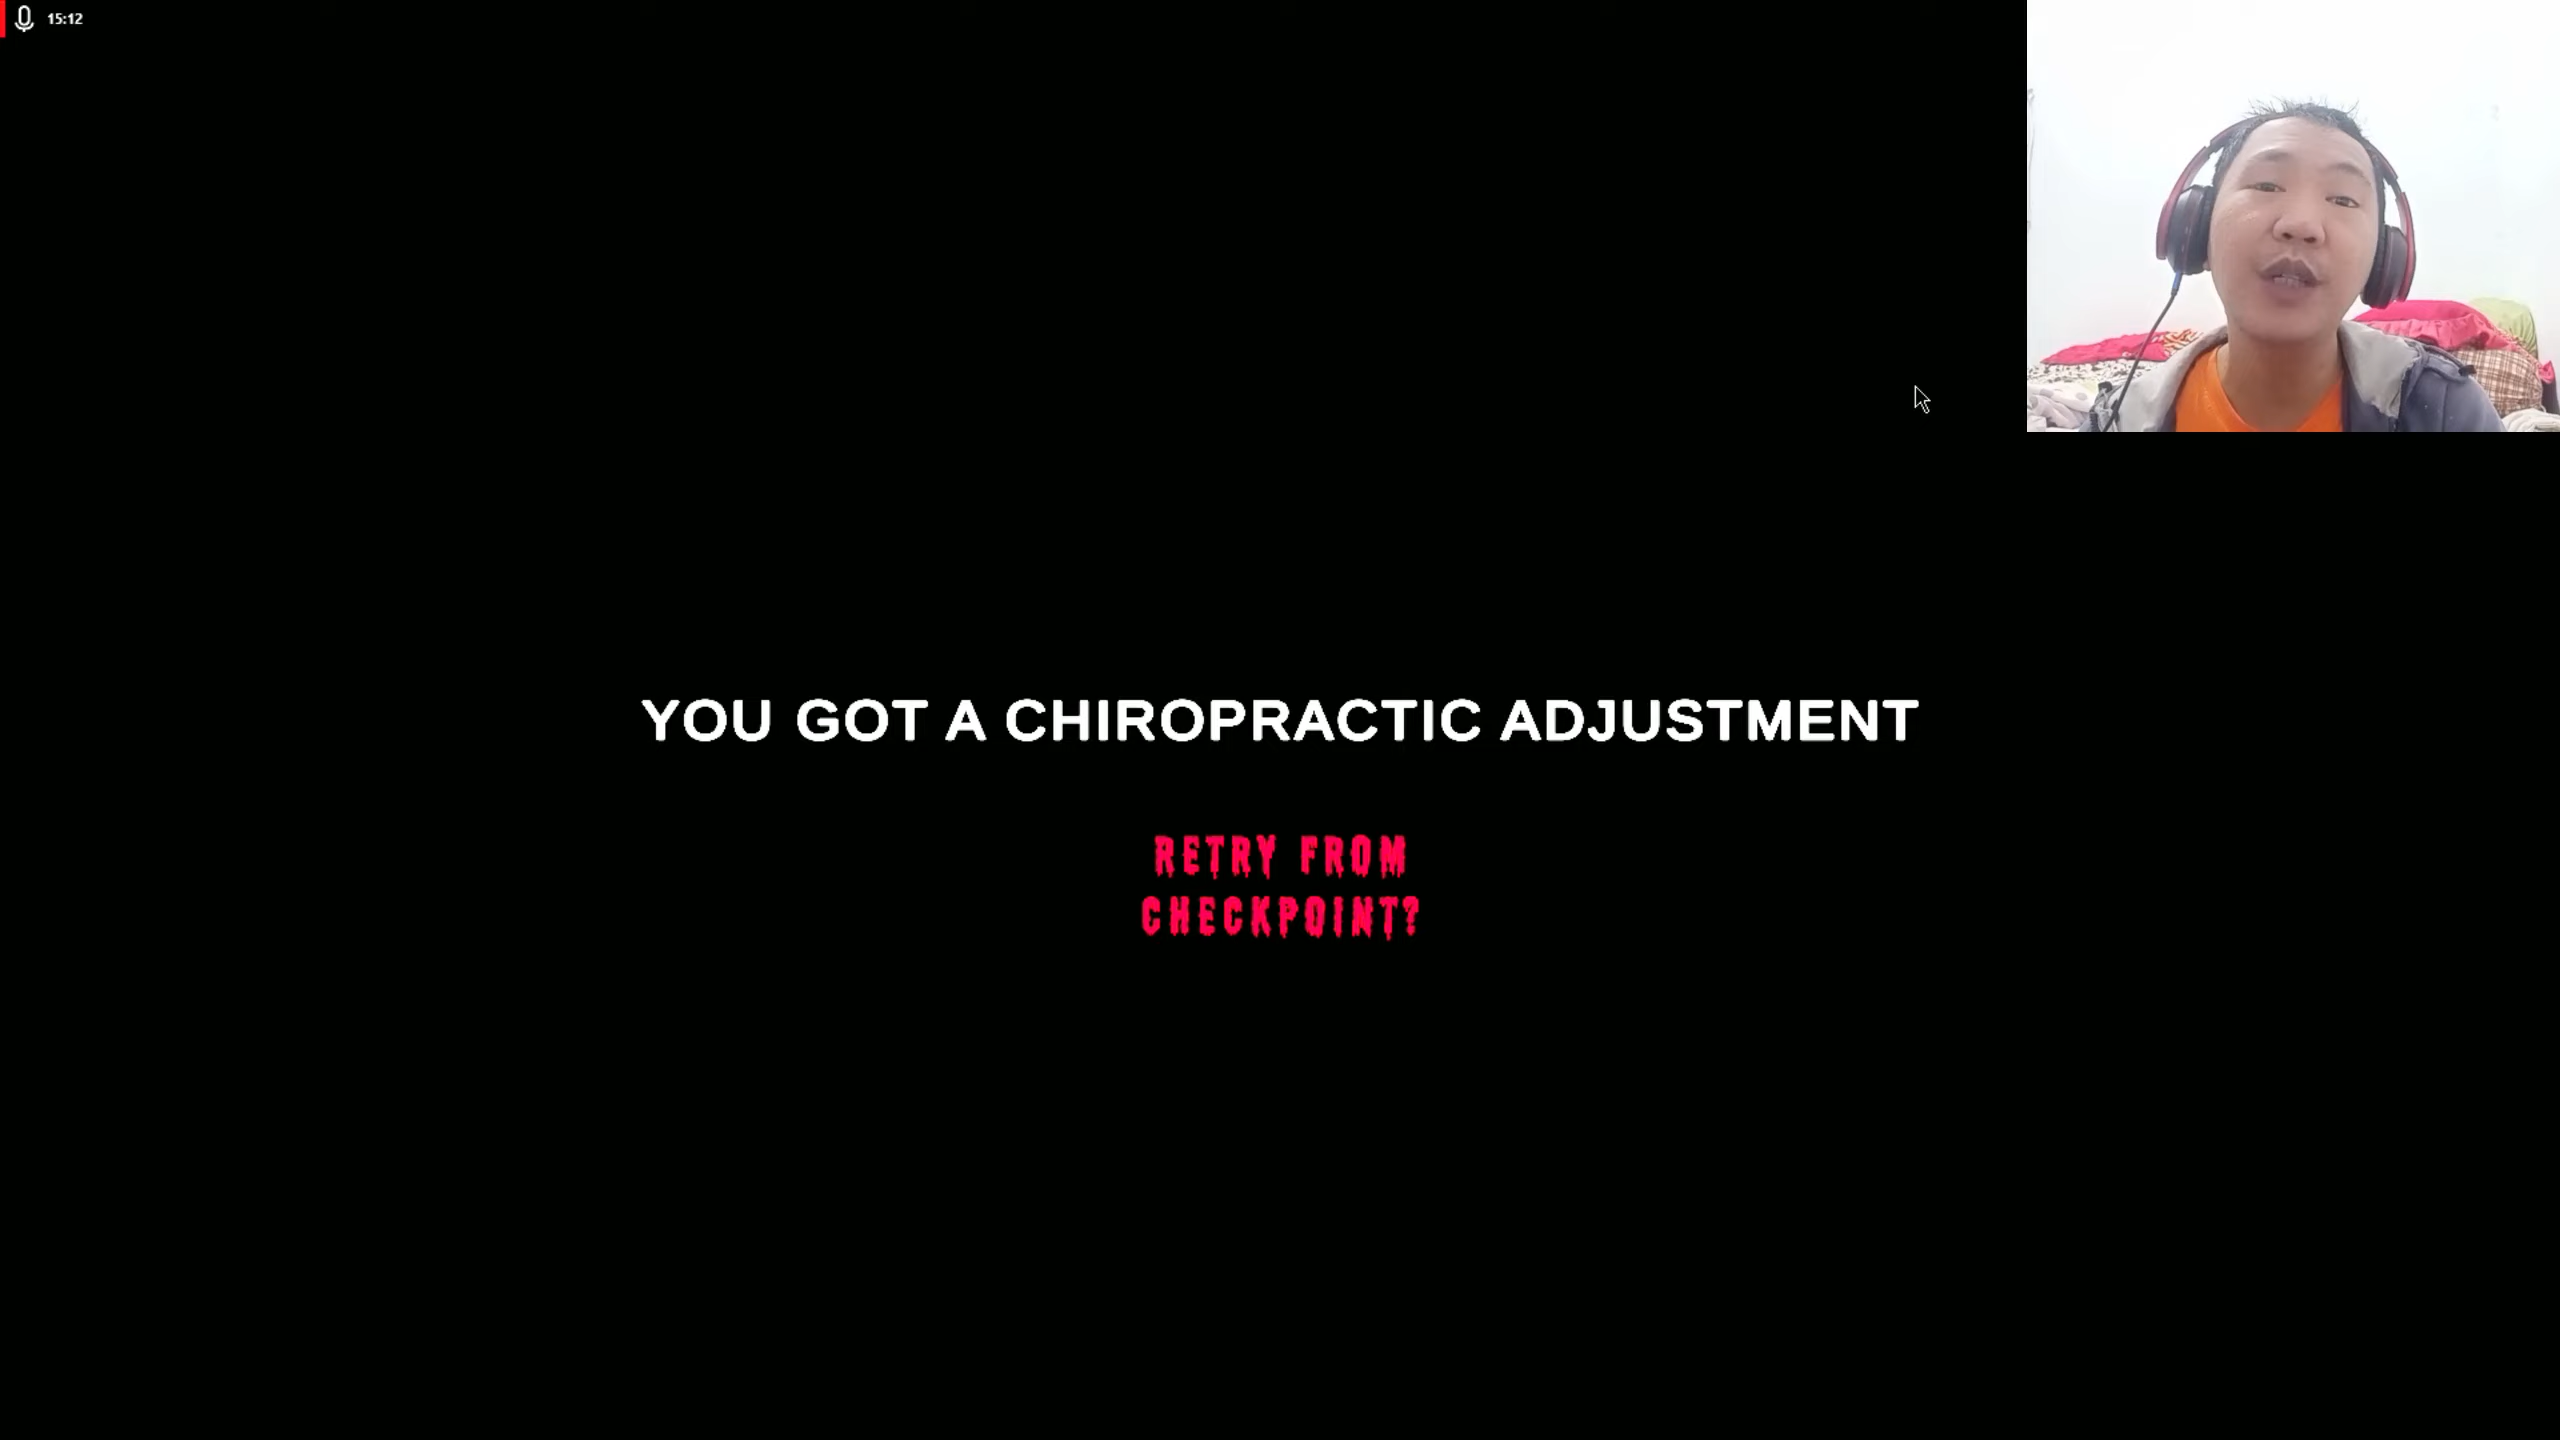 15:12
YOU GOT A CHIROPRACTIC ADJUSTMENT
RETRY FROM
CHECKPOINT?